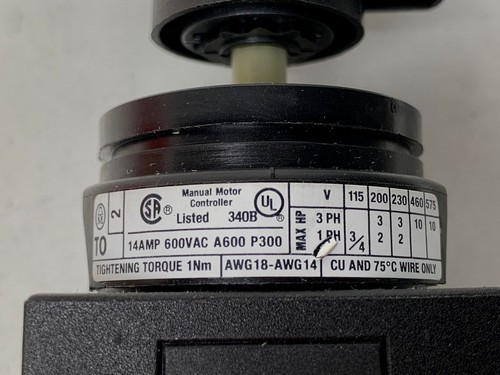 TO 2
SA Manual Motor Controller UL
Listed 340B
14AMP 600VAC A600 P300
V 115 200 230 460 575
MAX HP
3 PH 3 3 10 10
1 PH 3/4 2 2
TIGHTENING TORQUE 1Nm AWG18-AWG14 CU AND 75°C WIRE ONLY